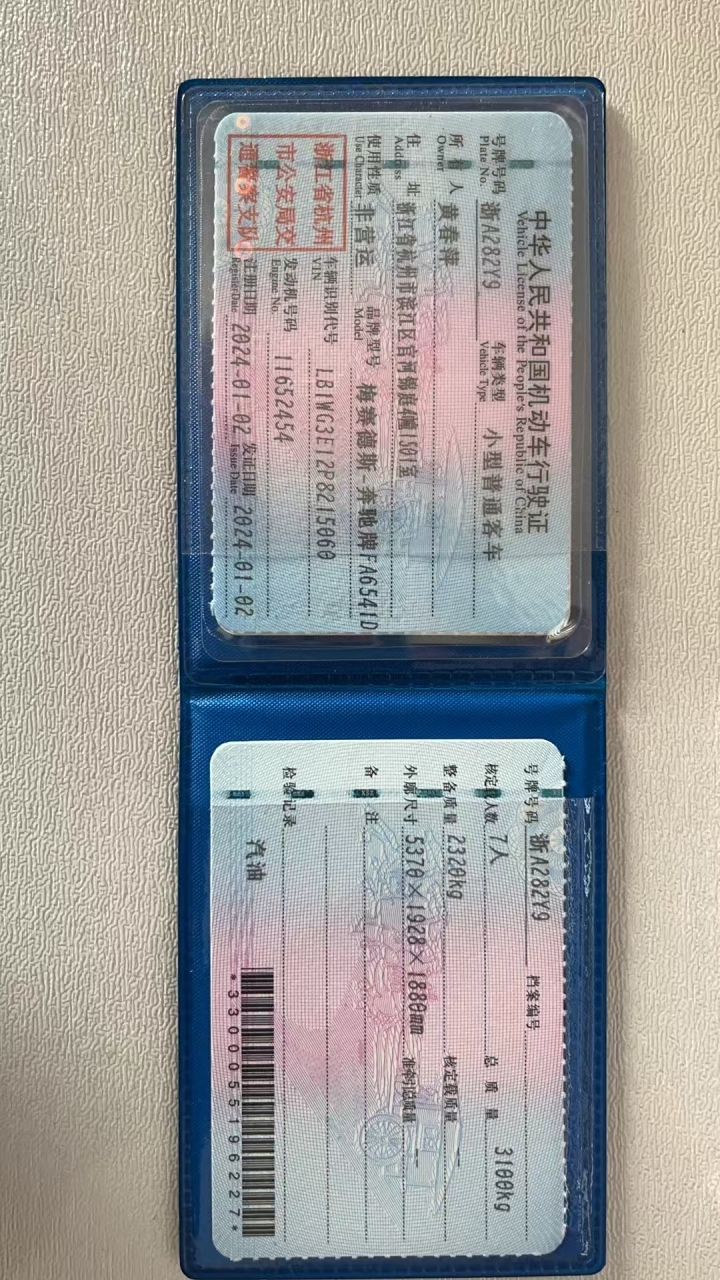 中华人民共和国机动车行驶证
Vehicle License of the People's Republic of China
号牌号码 浙A282Y9 车辆类型 小型普通客车
Plate No. Vehicle Type
所有人 黄春萍
Owner
住址 浙江省杭州市滨江区官河锦庭4幢1501室
Address
使用性质 非营运 品牌型号 梅赛德斯-奔驰牌FA6541D
Use Character Model
浙江省杭州
市公安局交
通警察支队
车辆识别代号 LB1WG3E12P8215060
VIN
发动机号码 11652454
Engine No.
注册日期 2024-01-02 发证日期 2024-01-02
Register Date Issue Date
号牌号码 浙A282Y9 档案编号
核定载人数 7人 总质量 3100kg
整备质量 2320kg 核定载质量
外廓尺寸 5370×1928×1880mm 准牵引总质量
备注
检验记录
汽油
*3300055196227*